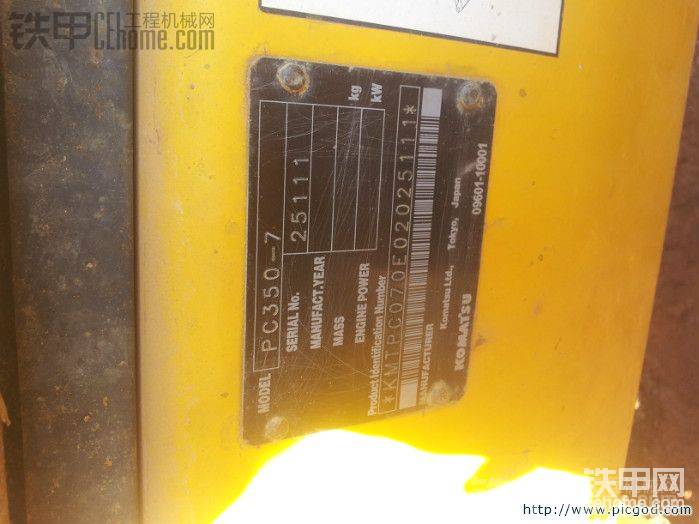 铁甲 工程机械网
CEhome.com
MODEL PC350-7
SERIAL No. 25111
MANUFACT.YEAR
MASS kg
ENGINE POWER kW
Product Identification Number
*KMTPC070E02025111*
MANUFACTURER
Komatsu Ltd., Tokyo, Japan
KOMATSU 09601-10001
铁甲网
http://www.picgod.com